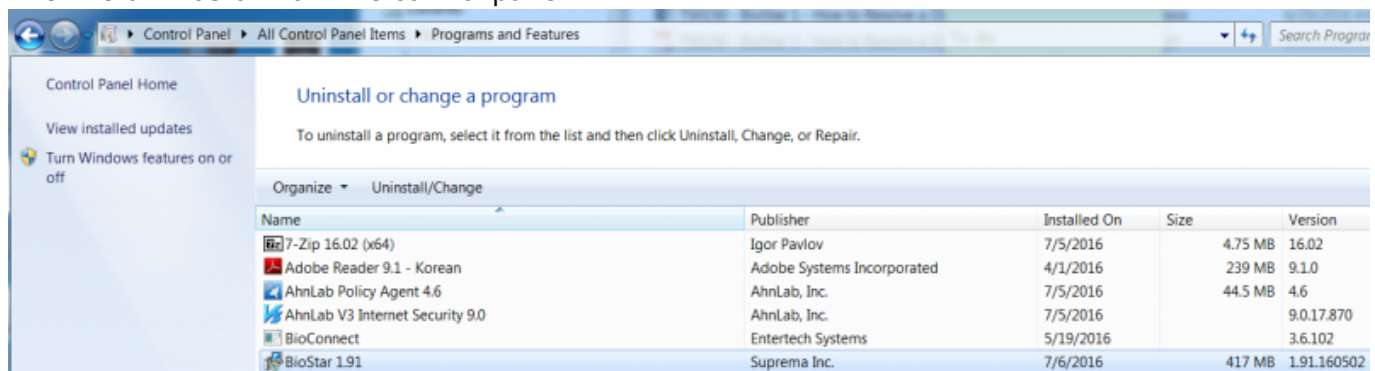 Control Panel ▸ All Control Panel Items ▸ Programs and Features
Search Program
Control Panel Home
View installed updates
Turn Windows features on or
off
Uninstall or change a program
To uninstall a program, select it from the list and then click Uninstall, Change, or Repair.
Organize Uninstall/Change
Name Publisher Installed On Size Version
7-Zip 16.02 (x64) Igor Pavlov 7/5/2016 4.75 MB 16.02
Adobe Reader 9.1 - Korean Adobe Systems Incorporated 4/1/2016 239 MB 9.1.0
AhnLab Policy Agent 4.6 AhnLab, Inc. 7/5/2016 44.5 MB 4.6
AhnLab V3 Internet Security 9.0 AhnLab, Inc. 7/5/2016 9.0.17.870
BioConnect Entertech Systems 5/19/2016 3.6.102
BioStar 1.91 Suprema Inc. 7/6/2016 417 MB 1.91.160502